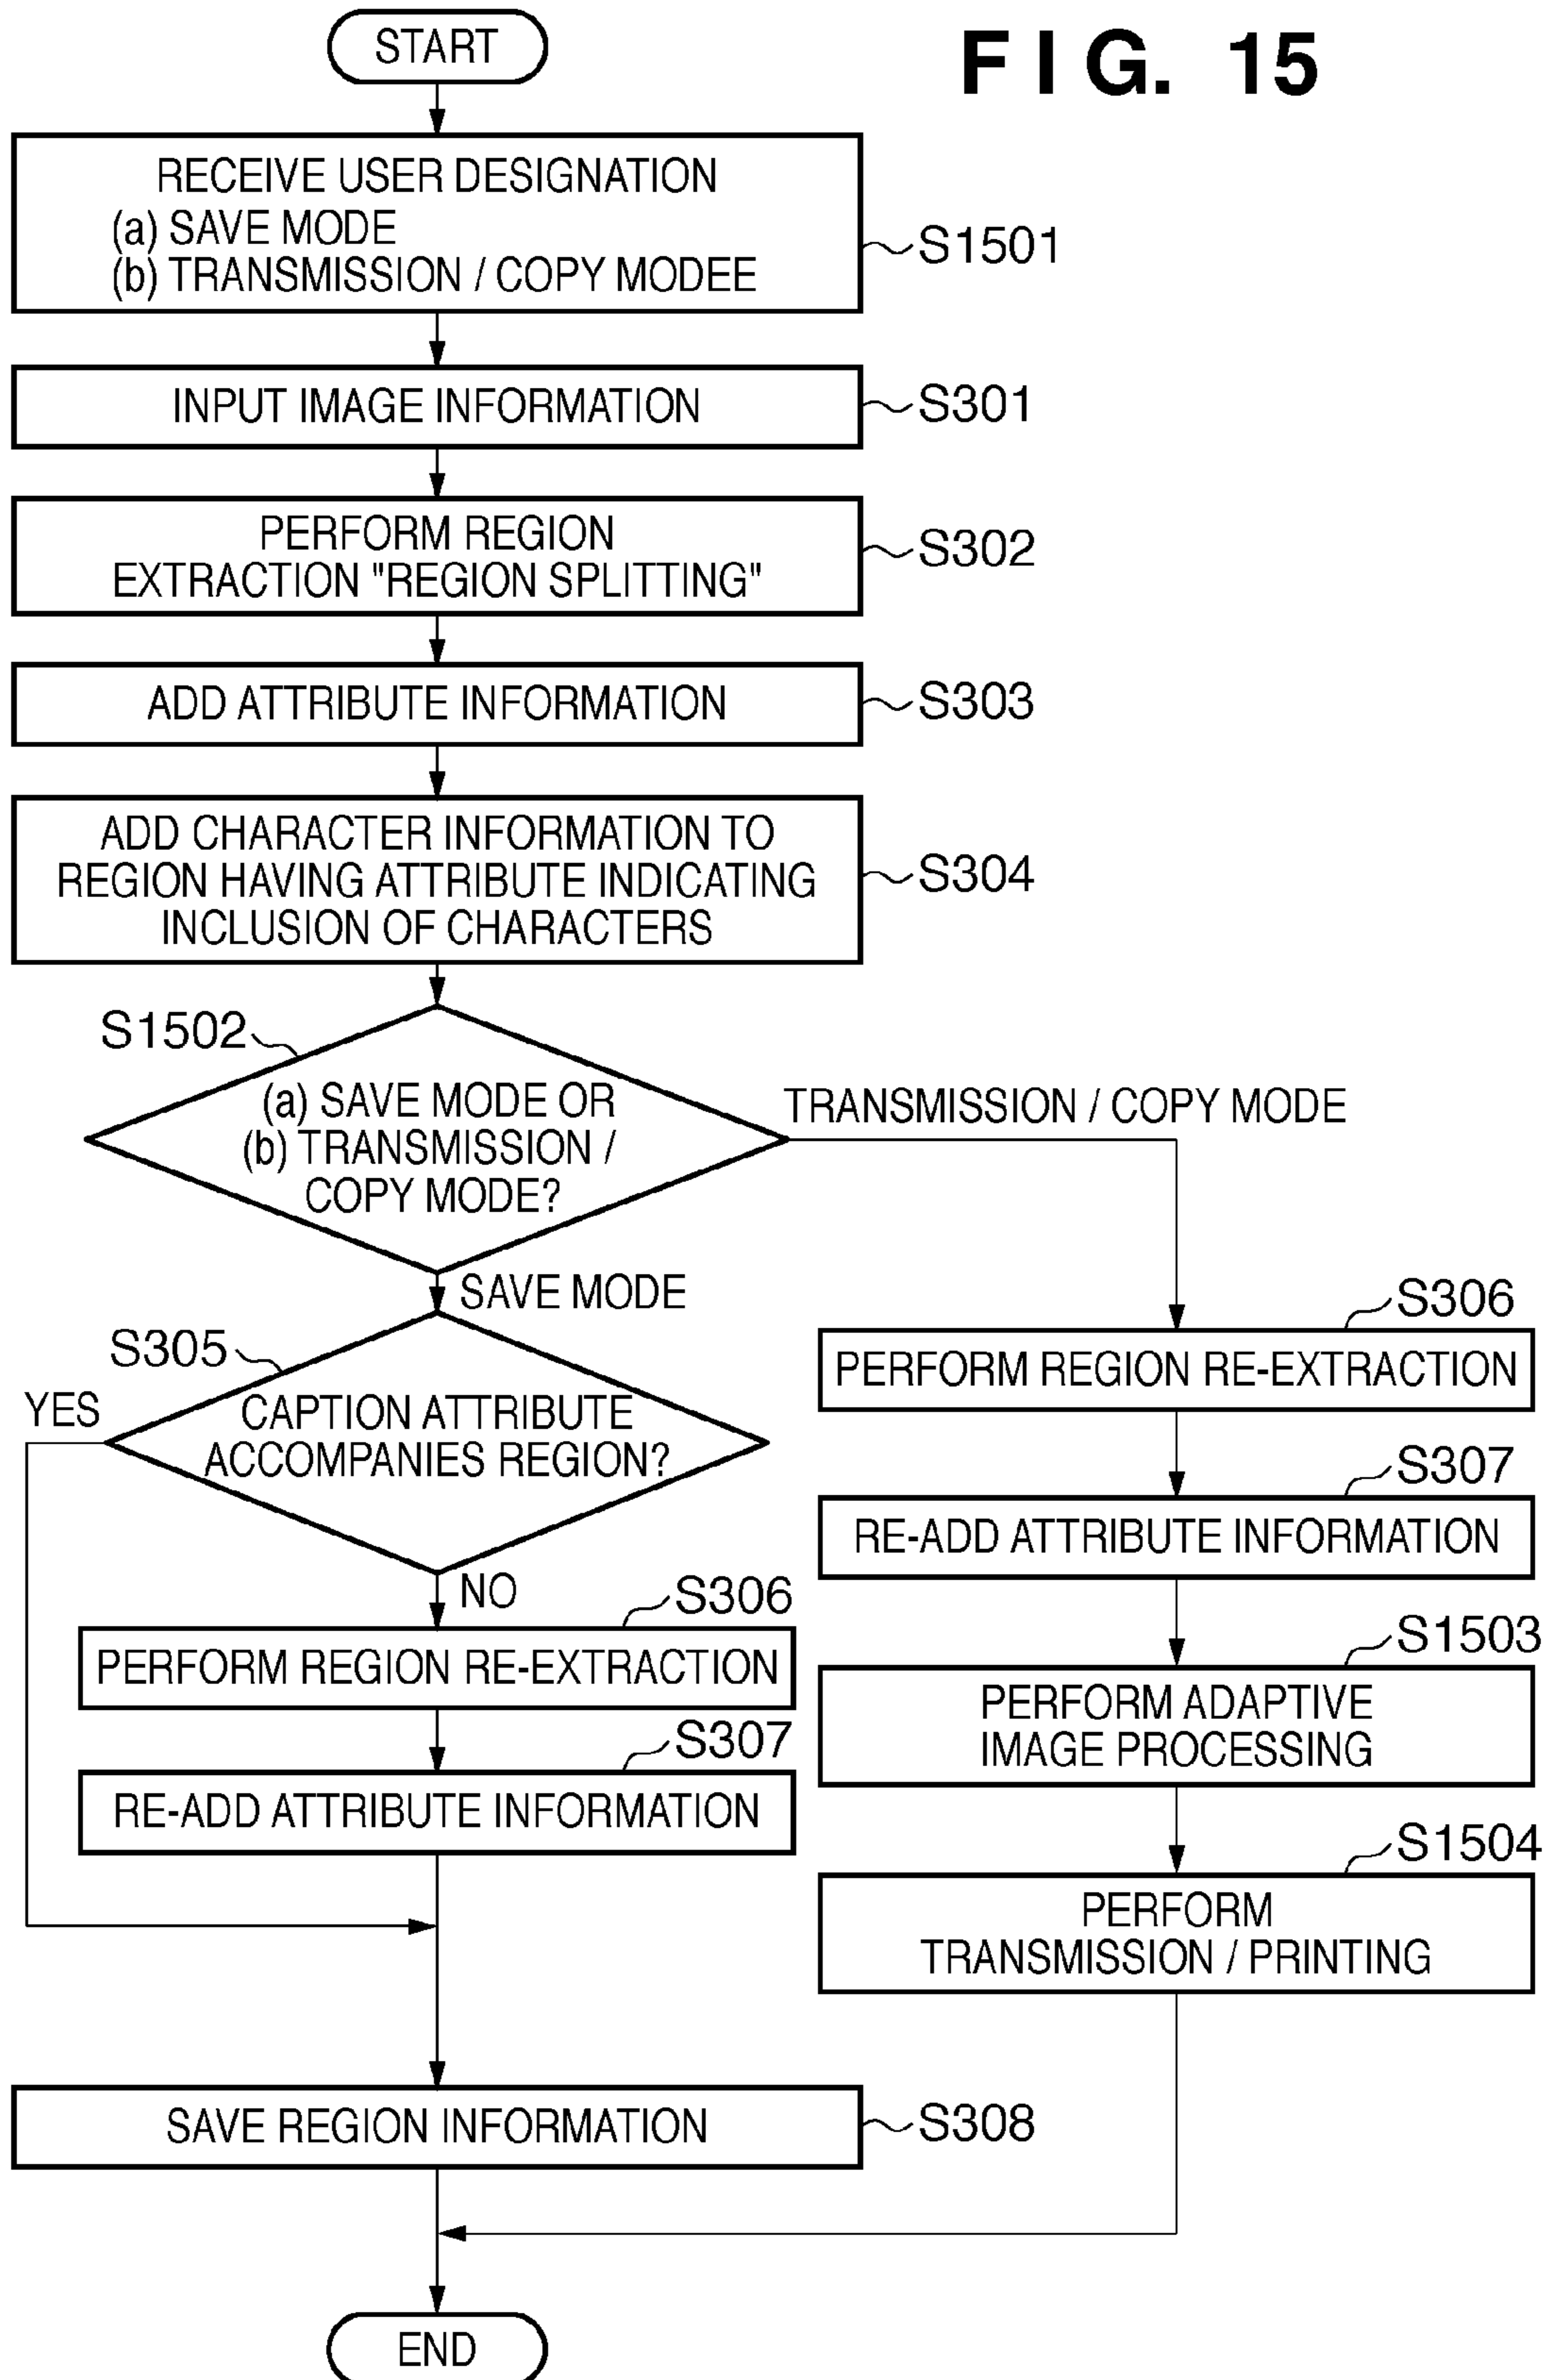 START
FIG. 15
RECEIVE USER DESIGNATION
(a) SAVE MODE
(b) TRANSMISSION / COPY MODEE
S1501
INPUT IMAGE INFORMATION
S301
PERFORM REGION
EXTRACTION "REGION SPLITTING"
S302
ADD ATTRIBUTE INFORMATION
S303
ADD CHARACTER INFORMATION TO
REGION HAVING ATTRIBUTE INDICATING
INCLUSION OF CHARACTERS
S304
S1502
(a) SAVE MODE OR
(b) TRANSMISSION /
COPY MODE?
TRANSMISSION / COPY MODE
SAVE MODE
S305
CAPTION ATTRIBUTE
ACCOMPANIES REGION?
YES
NO
S306
PERFORM REGION RE-EXTRACTION
S307
RE-ADD ATTRIBUTE INFORMATION
S306
PERFORM REGION RE-EXTRACTION
S307
RE-ADD ATTRIBUTE INFORMATION
S1503
PERFORM ADAPTIVE
IMAGE PROCESSING
S1504
PERFORM
TRANSMISSION / PRINTING
SAVE REGION INFORMATION
S308
END